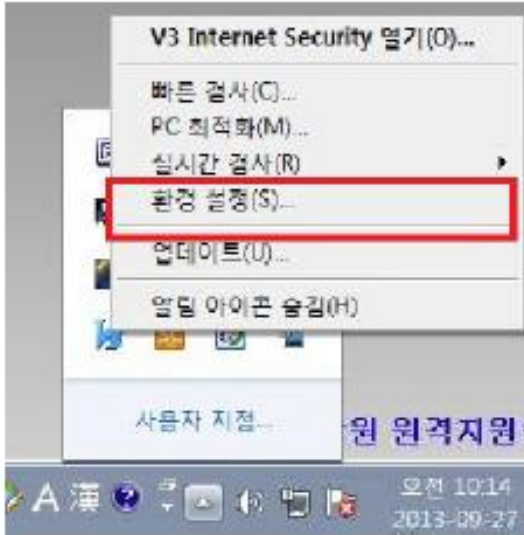 V3 Internet Security 열기(O)...
빠른 검사(C)...
PC 최적화(M)...
실시간 검사(R)
환경 설정(S)...
업데이트(U)...
알림 아이콘 숨김(H)
사용자 지정...
원 원격지원
A 漢
오전 10:14
2013-09-27